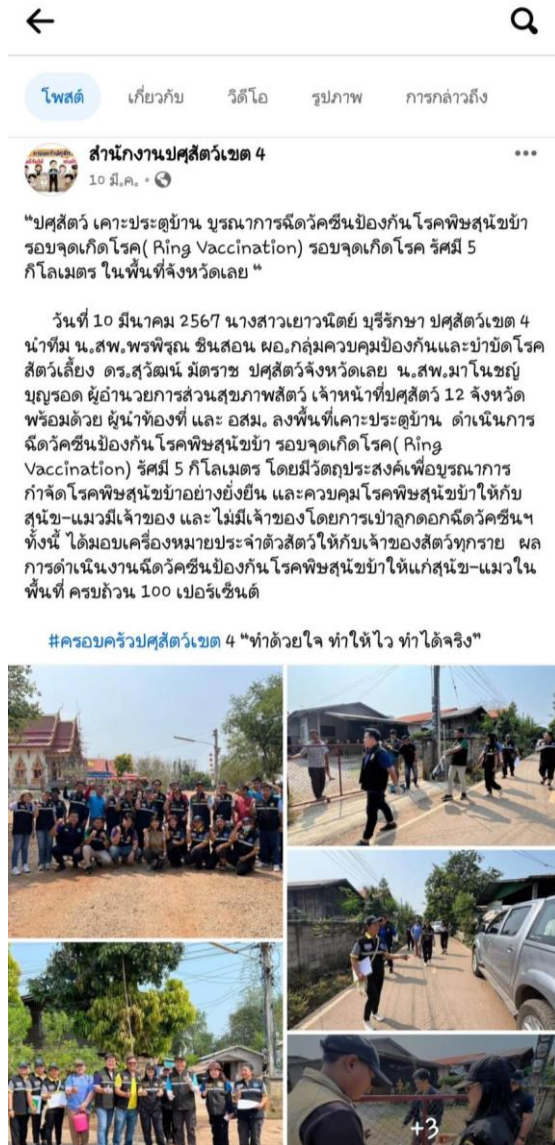 โพสต์ เกี่ยวกับ วิดีโอ รูปภาพ การกล่าวถึง
สำนักงานปศุสัตว์เขต 4
10 มี.ค.
“ปศุสัตว์ เคาะประตูบ้าน บูรณาการฉีดวัคซีนป้องกันโรคพิษสุนัขบ้า
รอบจุดเกิดโรค( Ring Vaccination) รอบจุดเกิดโรค รัศมี 5
กิโลเมตร ในพื้นที่จังหวัดเลย “
วันที่ 10 มีนาคม 2567 นางสาวเยาวนิตย์ บุรีรักษา ปศุสัตว์เขต 4
นำทีม น.สพ.พรพิรุณ ชินสอน ผอ.กลุ่มควบคุมป้องกันและบำบัดโรค
สัตว์เลี้ยง ดร.สุวัฒน์ มัตราช ปศุสัตว์จังหวัดเลย น.สพ.มาโนชญ์
บุญรอด ผู้อำนวยการส่วนสุขภาพสัตว์ เจ้าหน้าที่ปศุสัตว์ 12 จังหวัด
พร้อมด้วย ผู้นำท้องที่ และ อสม. ลงพื้นที่เคาะประตูบ้าน ดำเนินการ
ฉีดวัคซีนป้องกันโรคพิษสุนัขบ้า รอบจุดเกิดโรค( Ring
Vaccination) รัศมี 5 กิโลเมตร โดยมีวัตถุประสงค์เพื่อบูรณาการ
กำจัดโรคพิษสุนัขบ้าอย่างยั่งยืน และควบคุมโรคพิษสุนัขบ้าให้กับ
สุนัข-แมวมีเจ้าของ และไม่มีเจ้าของโดยการเป่าลูกดอกฉีดวัคซีนฯ
ทั้งนี้ ได้มอบเครื่องหมายประจำตัวสัตว์ให้กับเจ้าของสัตว์ทุกราย ผล
การดำเนินงานฉีดวัคซีนป้องกันโรคพิษสุนัขบ้าให้แก่สุนัข-แมวใน
พื้นที่ ครบถ้วน 100 เปอร์เซ็นต์
#ครอบครัวปศุสัตว์เขต 4 “ทำด้วยใจ ทำให้ไว ทำได้จริง”
+3